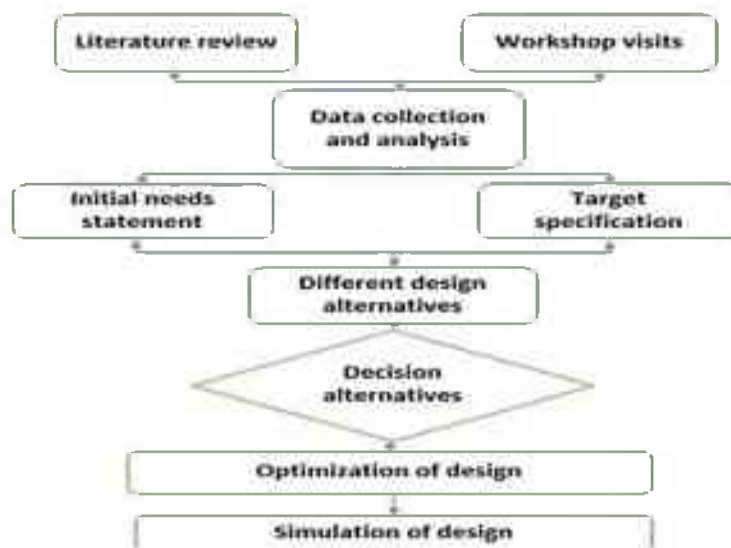 Literature review
Workshop visits
Data collection
and analysis
Initial needs
statement
Target
specification
Different design
alternatives
Decision
alternatives
Optimization of design
Simulation of design